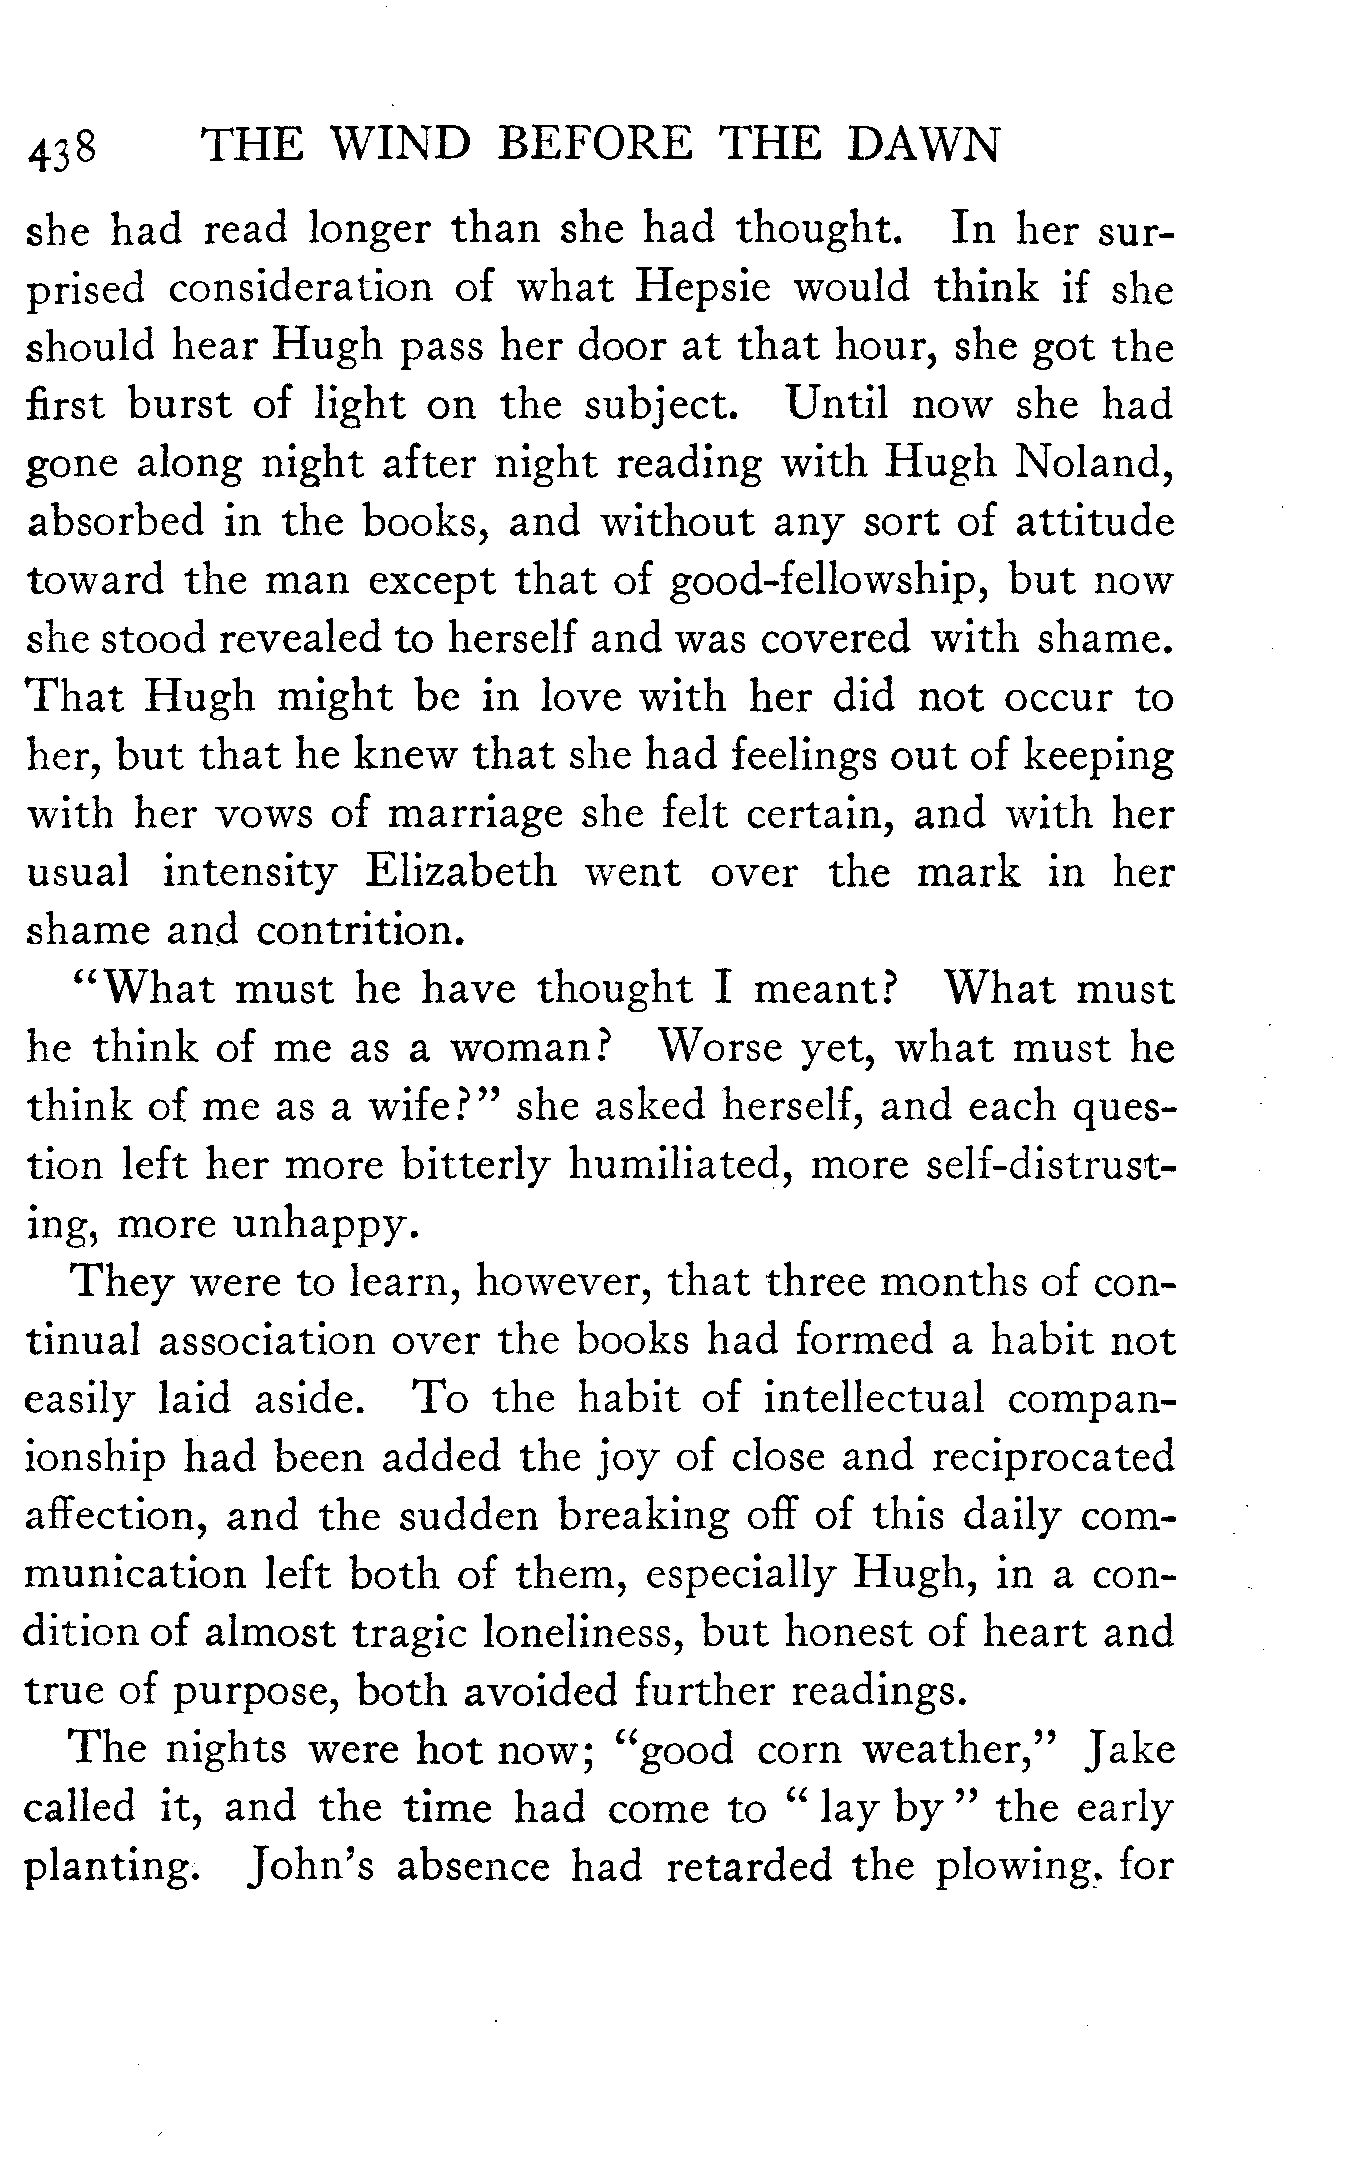 438 THE WIND BEFORE THE DAWN
she had read longer than she had thought. In her sur-
prised consideration of what Hepsie would think if she
should hear Hugh pass her door at that hour, she got the
first burst of light on the subject. Until now she had
gone along night after night reading with Hugh Noland,
absorbed in the books, and without any sort of attitude
toward the man except that of good-fellowship, but now
she stood revealed to herself and was covered with shame.
That Hugh might be in love with her did not occur to
her, but that he knew that she had feelings out of keeping
with her vows of marriage she felt certain, and with her
usual intensity Elizabeth went over the mark in her
shame and contrition.
"What must he have thought I meant? What must
he think of me as a woman? Worse yet, what must he
think of me as a wife?" she asked herself, and each ques-
tion left her more bitterly humiliated, more self-distrust-
ing, more unhappy.
They were to learn, however, that three months of con-
tinual association over the books had formed a habit not
easily laid aside. To the habit of intellectual compan-
ionship had been added the joy of close and reciprocated
affection, and the sudden breaking off of this daily com-
munication left both of them, especially Hugh, in a con-
dition of almost tragic loneliness, but honest of heart and
true of purpose, both avoided further readings.
The nights were hot now; "good corn weather," Jake
called it, and the time had come to "lay by" the early
planting. John's absence had retarded the plowing, for